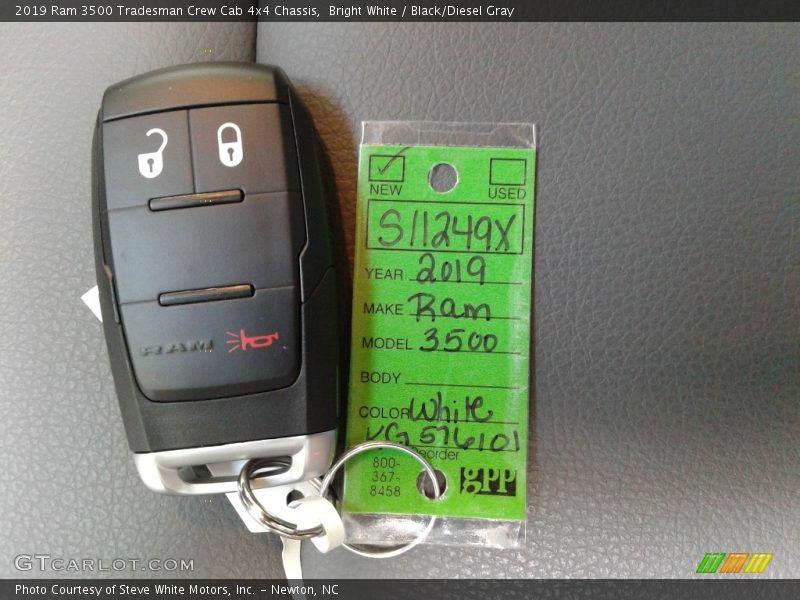 2019 Ram 3500 Tradesman Crew Cab 4x4 Chassis, Bright White / Black/Diesel Gray
RAM
NEW USED
S11249X
YEAR 2019
MAKE Ram
MODEL 3500
BODY
COLOR White
KG576101
Reorder
800-
367-
8458
gpp
GTCARLOT.COM
Photo Courtesy of Steve White Motors, Inc. – Newton, NC